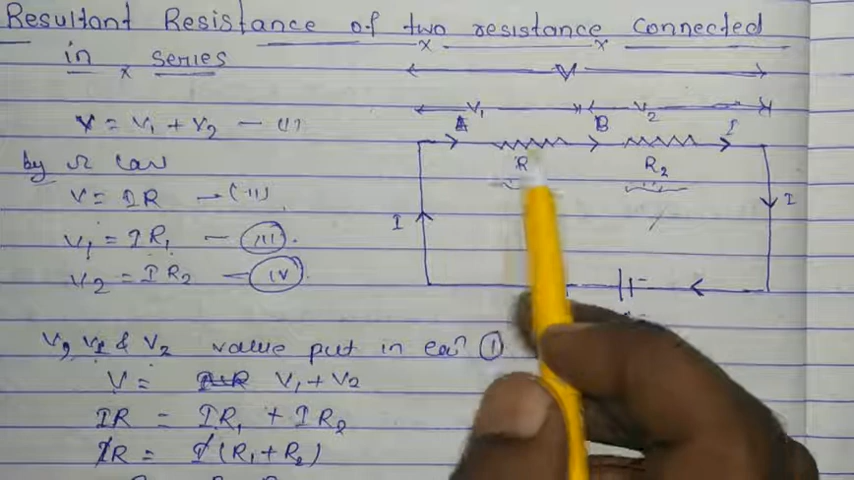 Resultant Resistance of two resistance connected
in series
V
V₁ V₂
V = V₁ + V₂ — (I)
A B I
by Ω Law
R R₂
V = IR → (II)
I I
V₁ = IR₁ — (III).
V₂ = IR₂ — (IV)
V, V₁ & V₂ value put in eqn (1)
V = V₁ + V₂
IR = IR₁ + IR₂
IR = I (R₁ + R₂)